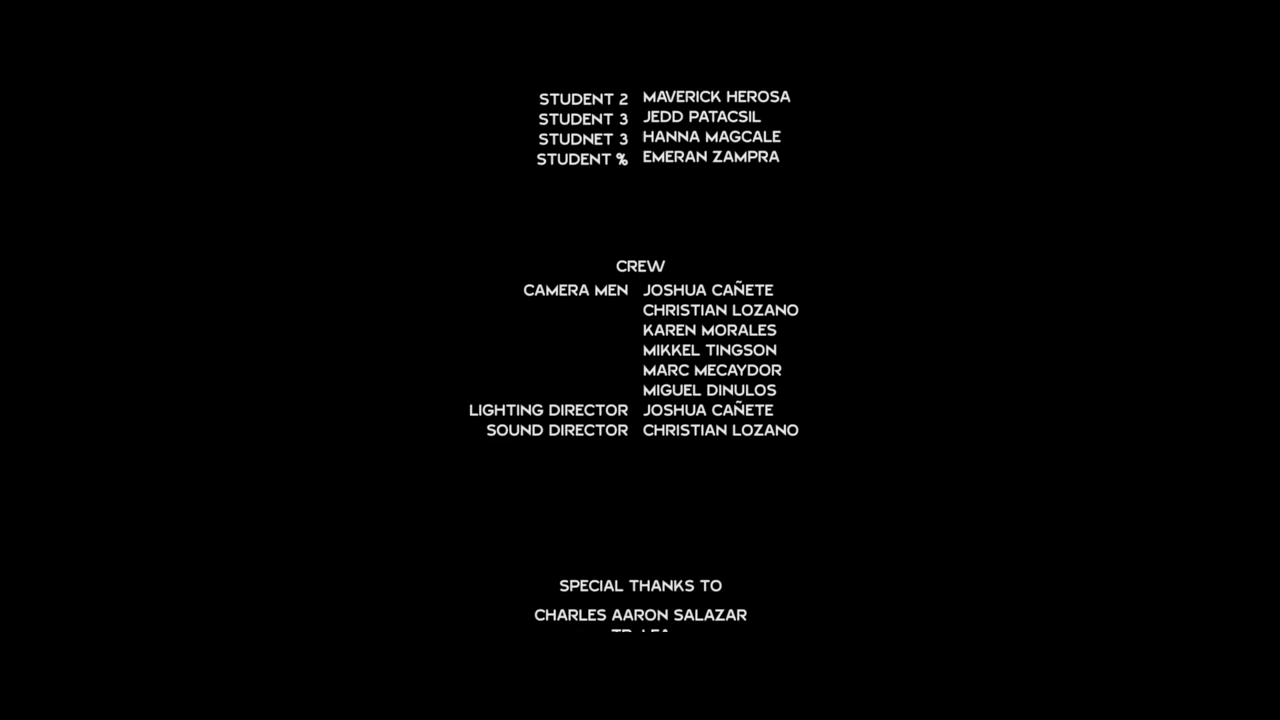 STUDENT 2 MAVERICK HEROSA
STUDENT 3 JEDD PATACSIL
STUDNET 3 HANNA MAGCALE
STUDENT % EMERAN ZAMPRA
CREW
CAMERA MEN JOSHUA CAÑETE
CHRISTIAN LOZANO
KAREN MORALES
MIKKEL TINGSON
MARC MECAYDOR
MIGUEL DINULOS
LIGHTING DIRECTOR JOSHUA CAÑETE
SOUND DIRECTOR CHRISTIAN LOZANO
SPECIAL THANKS TO
CHARLES AARON SALAZAR